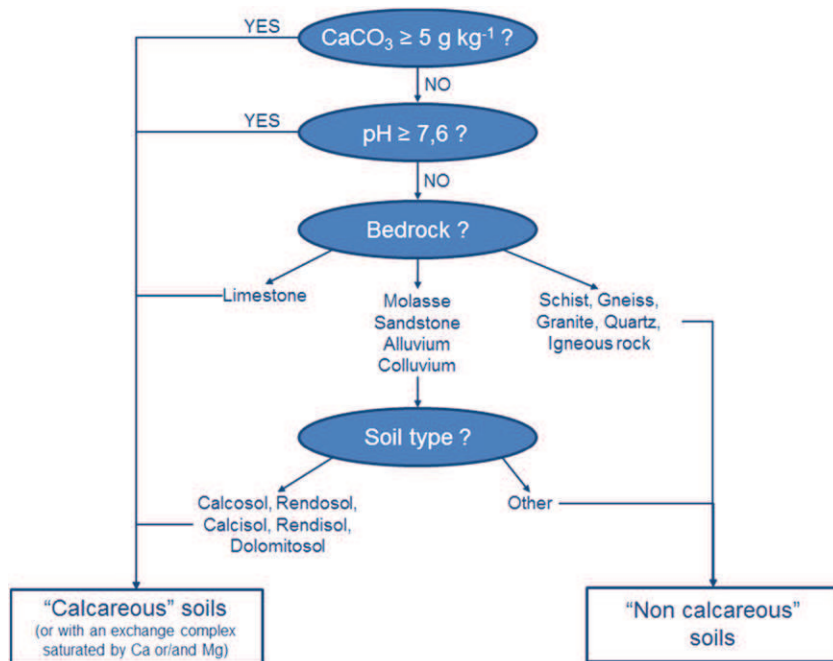 YES
CaCO₃ ≥ 5 g kg⁻¹ ?
NO
YES
pH ≥ 7,6 ?
NO
Bedrock ?
Limestone
Molasse
Sandstone
Alluvium
Colluvium
Schist, Gneiss,
Granite, Quartz,
Igneous rock
Soil type ?
Calcosol, Rendosol,
Calcisol, Rendisol,
Dolomitosol
Other
“Calcareous” soils
(or with an exchange complex
saturated by Ca or/and Mg)
“Non calcareous”
soils